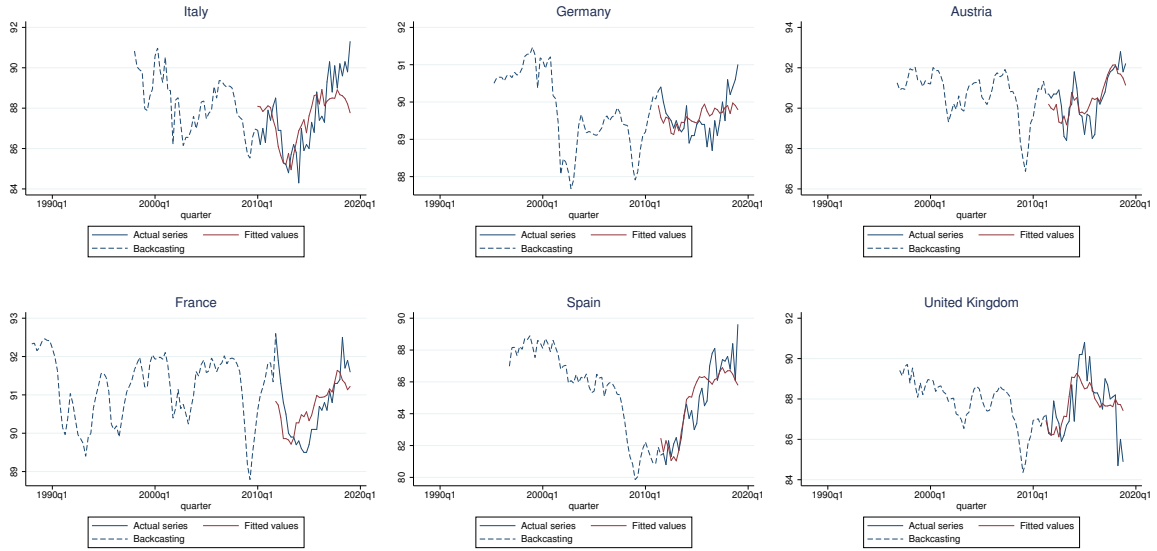 Italy
92
90
88
86
84
1990q1 2000q1 2010q1 2020q1
quarter
Actual series Fitted values
Backcasting
Germany
92
91
90
89
88
1990q1 2000q1 2010q1 2020q1
quarter
Actual series Fitted values
Backcasting
Austria
94
92
90
88
86
1990q1 2000q1 2010q1 2020q1
quarter
Actual series Fitted values
Backcasting
France
93
92
91
90
89
1990q1 2000q1 2010q1 2020q1
quarter
Actual series Fitted values
Backcasting
Spain
90
88
86
84
82
80
1990q1 2000q1 2010q1 2020q1
quarter
Actual series Fitted values
Backcasting
United Kingdom
92
90
88
86
84
1990q1 2000q1 2010q1 2020q1
quarter
Actual series Fitted values
Backcasting